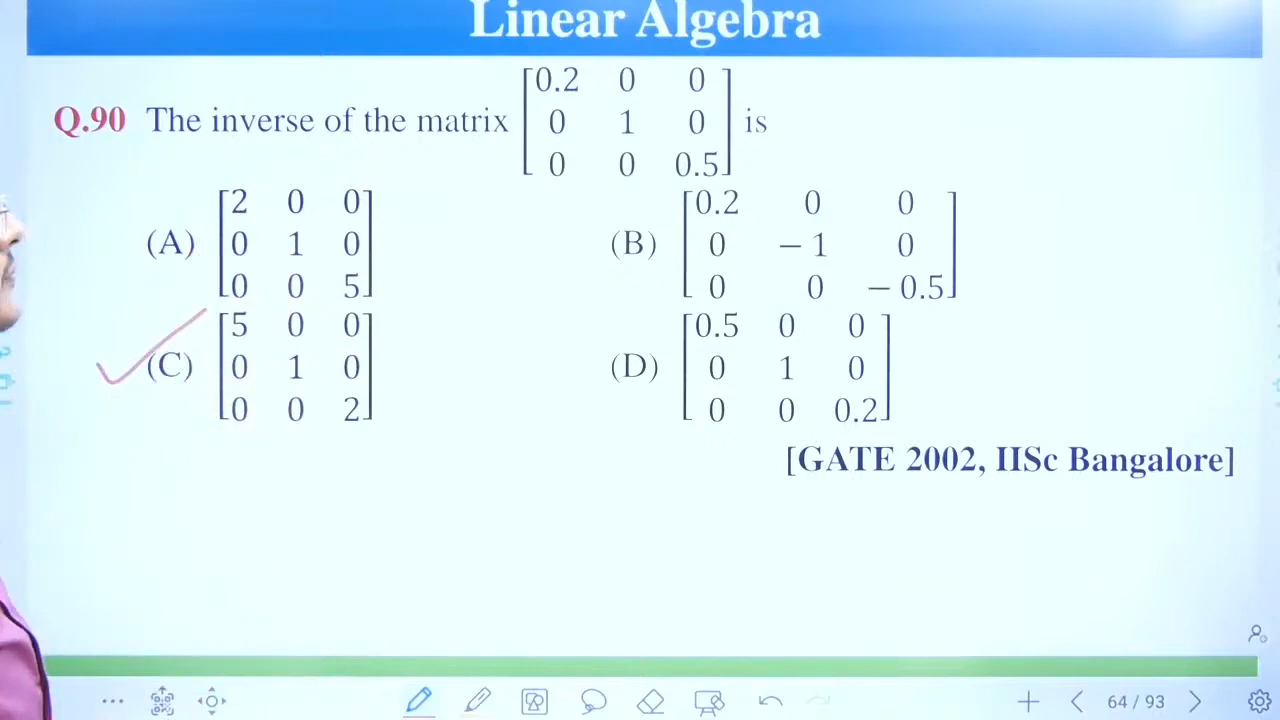 Linear Algebra
Q.90 The inverse of the matrix [0.2 0 0
0 1 0
0 0 0.5] is
(A) [2 0 0
0 1 0
0 0 5]
(B) [0.2 0 0
0 − 1 0
0 0 − 0.5]
(C) [5 0 0
0 1 0
0 0 2]
(D) [0.5 0 0
0 1 0
0 0 0.2]
[GATE 2002, IISc Bangalore]
64 / 93